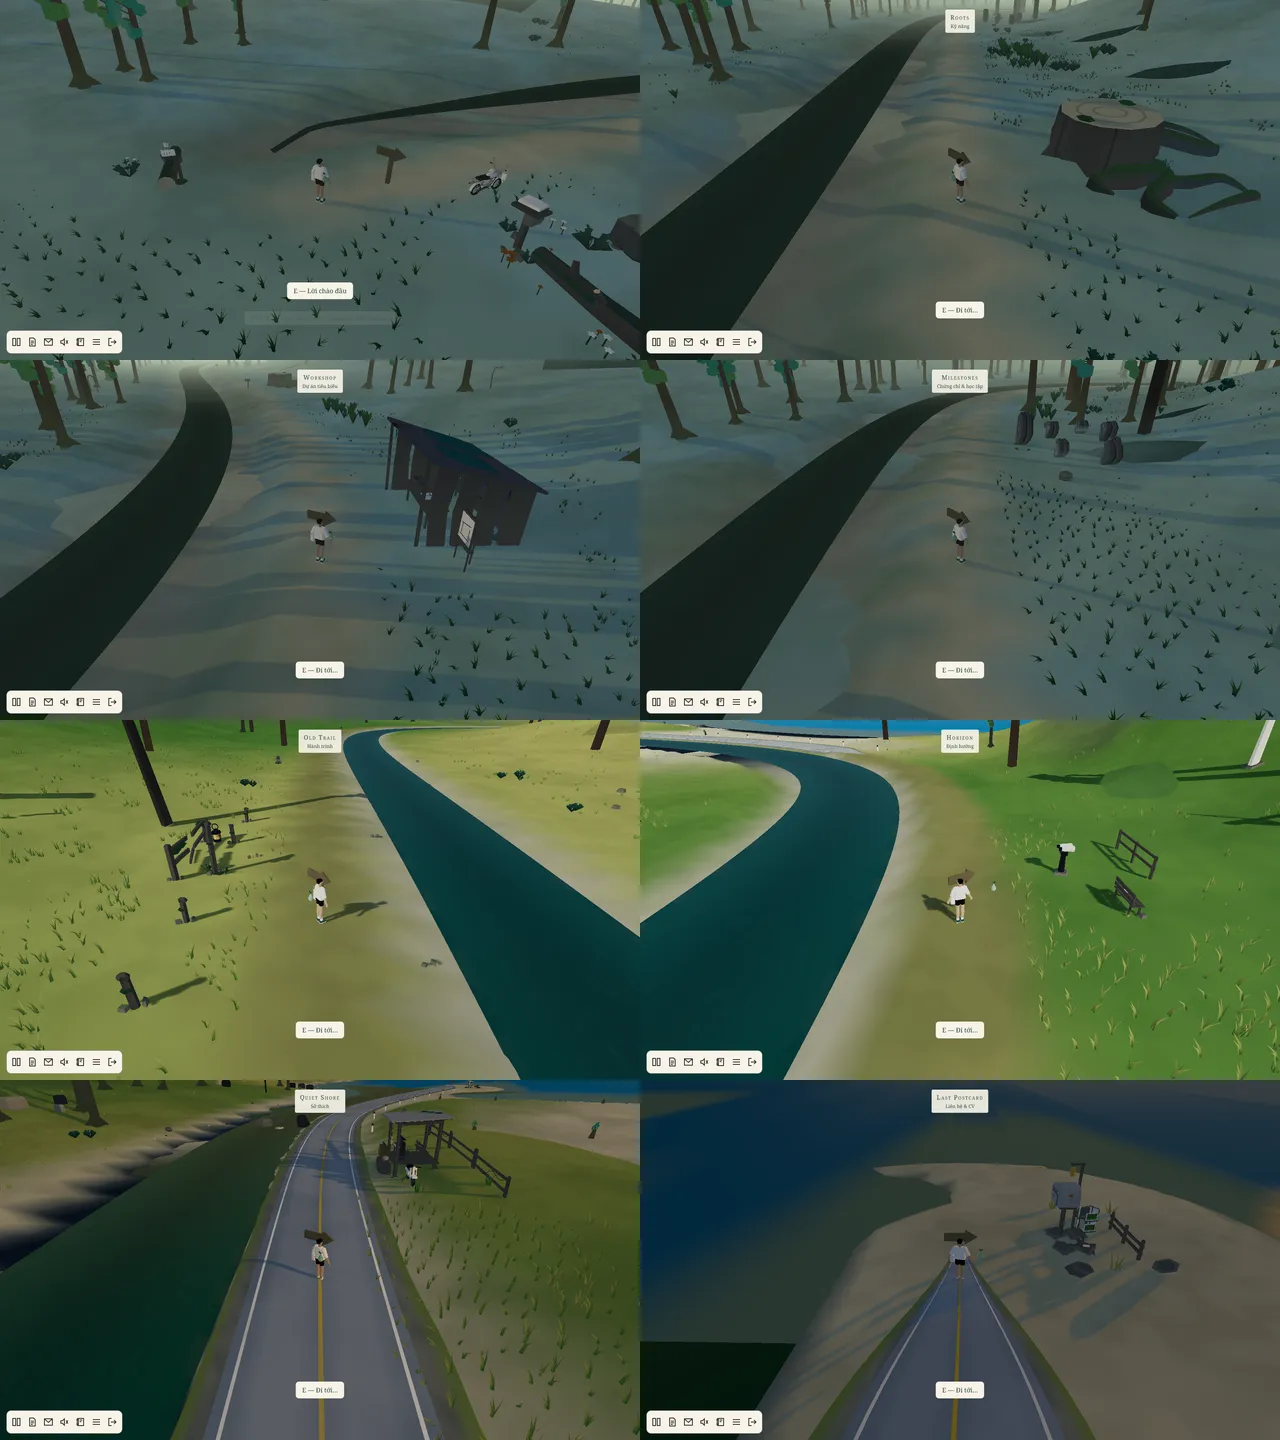 E — Lời chào đầu
ROOTS
Kỹ năng
E — Đi tới...
WORKSHOP
Dự án tiêu biểu
E — Đi tới...
MILESTONES
Chứng chỉ & học tập
E — Đi tới...
OLD TRAIL
Hành trình
E — Đi tới...
HORIZON
Định hướng
E — Đi tới...
QUIET SHORE
Sở thích
E — Đi tới...
LAST POSTCARD
Liên hệ & CV
E — Đi tới...